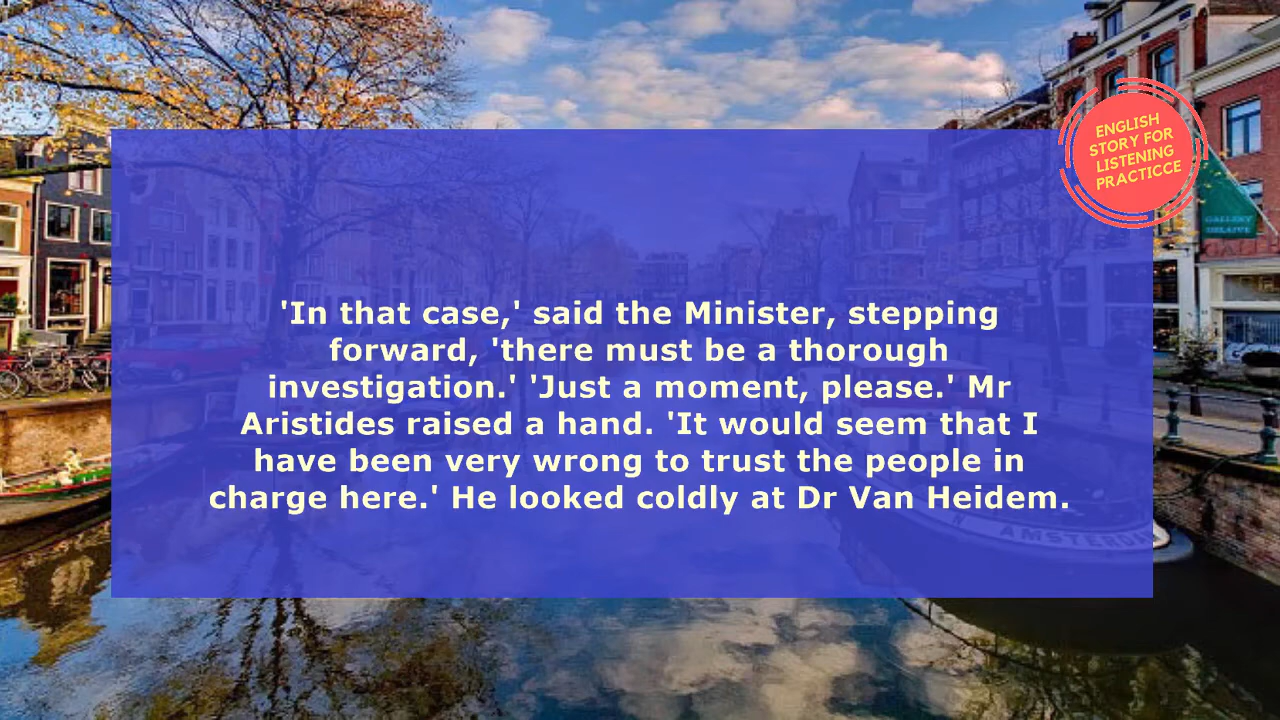 ENGLISH
STORY FOR
LISTENING
PRACTICCE
GALLERY
DELAIVE
'In that case,' said the Minister, stepping
forward, 'there must be a thorough
investigation.' 'Just a moment, please.' Mr
Aristides raised a hand. 'It would seem that I
have been very wrong to trust the people in
charge here.' He looked coldly at Dr Van Heidem.
AMSTERDAM